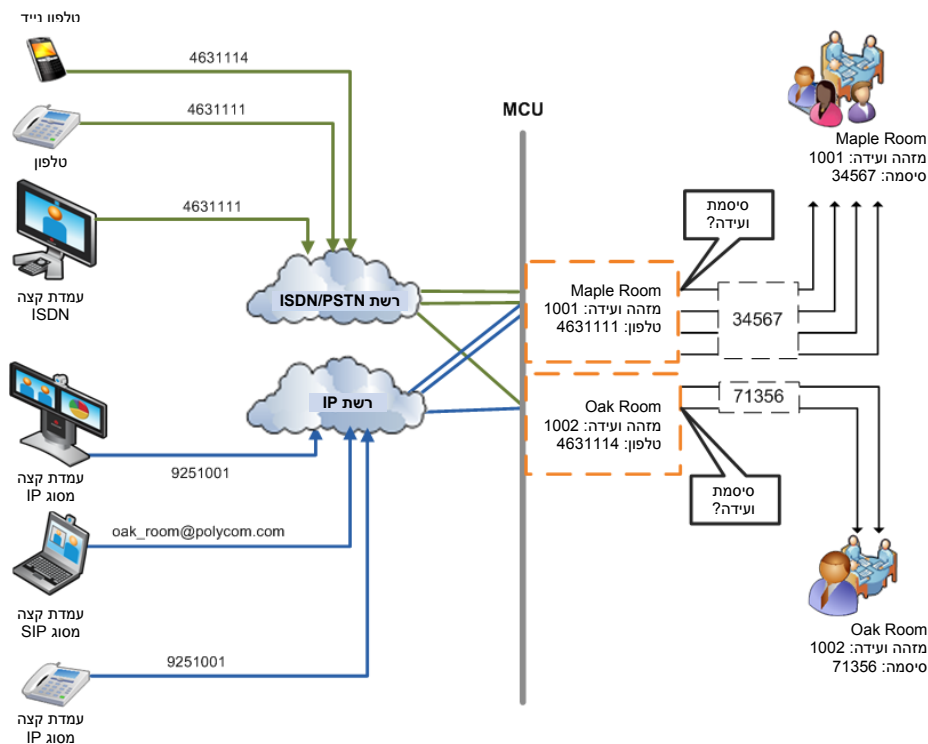 טלפון נייד
4631114
4631111
טלפון
4631111
עמדת קצה
ISDN
רשת ISDN/PSTN
רשת IP
9251001
עמדת קצה
מסוג IP
oak_room@polycom.com
עמדת קצה
מסוג SIP
9251001
עמדת קצה
מסוג IP
MCU
Maple Room
מזהה ועידה: 1001
טלפון: 4631111
Oak Room
מזהה ועידה: 1002
טלפון: 4631114
סיסמת
ועידה?
34567
71356
סיסמת
ועידה?
Maple Room
מזהה ועידה: 1001
סיסמה: 34567
Oak Room
מזהה ועידה: 1002
סיסמה: 71356